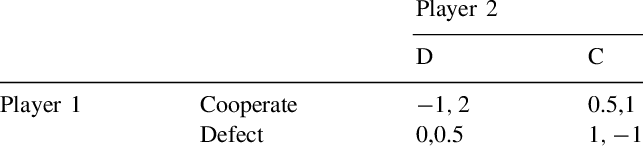 Player 2
D C
Player 1 Cooperate −1, 2 0.5,1
Defect 0,0.5 1, −1